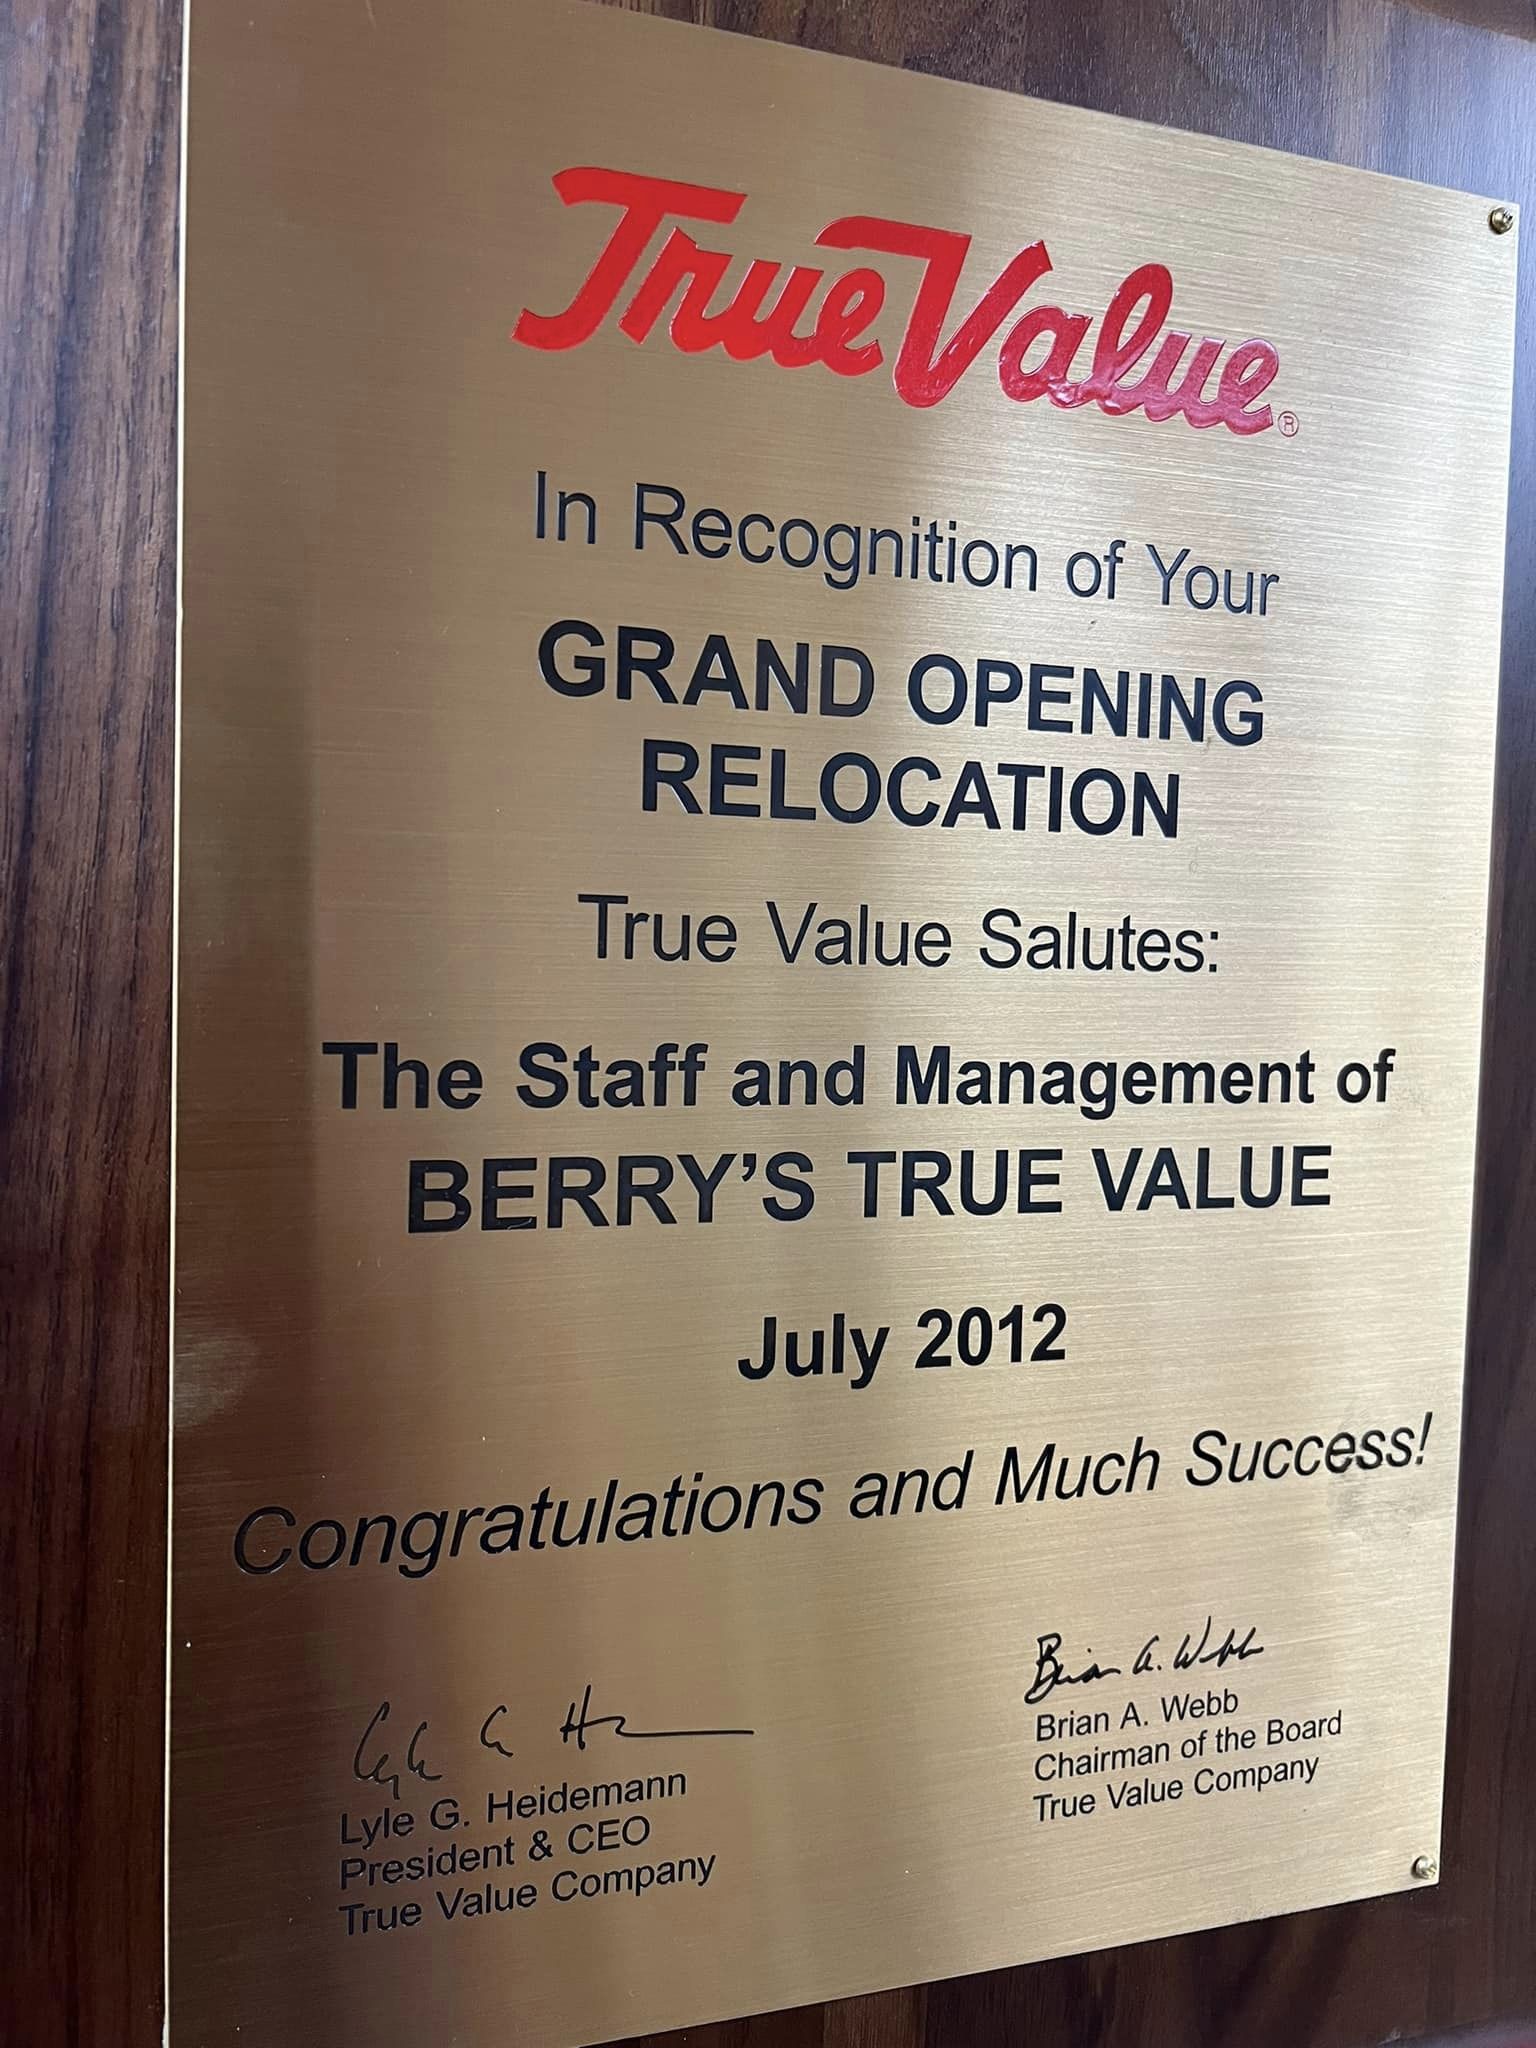 True Value®
In Recognition of Your
GRAND OPENING
RELOCATION
True Value Salutes:
The Staff and Management of
BERRY'S TRUE VALUE
July 2012
Congratulations and Much Success!
Brian A. Webb
Brian A. Webb
Chairman of the Board
True Value Company
Lyle G. Heidemann
President & CEO
True Value Company